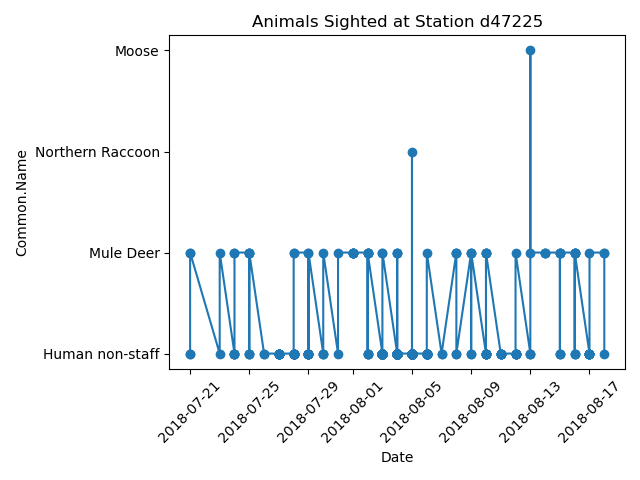 Animals Sighted at Station d47225
Common.Name
Moose
Northern Raccoon
Mule Deer
Human non-staff
2018-07-21
2018-07-25
2018-07-29
2018-08-01
2018-08-05
2018-08-09
2018-08-13
2018-08-17
Date